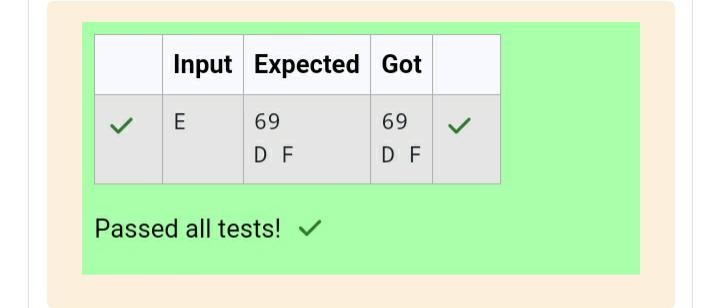 Input Expected Got
E 69 69
D F D F
Passed all tests!